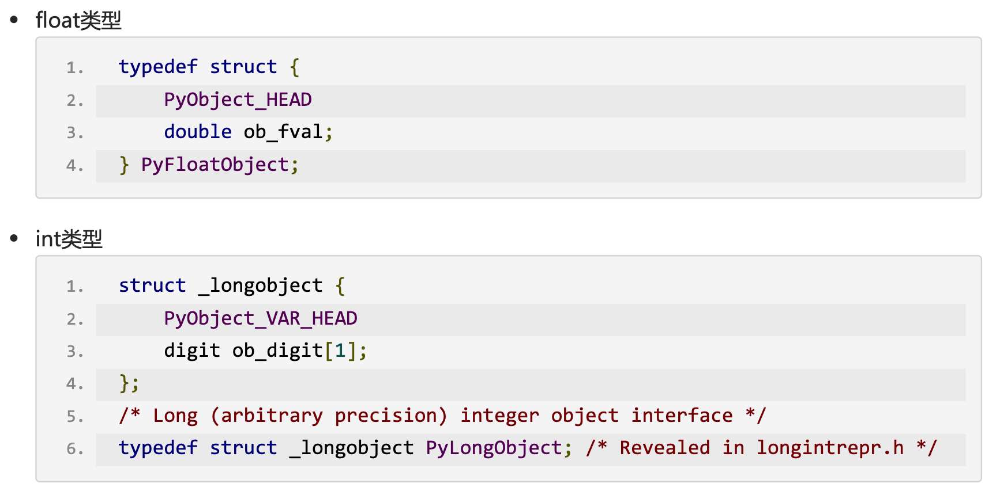 • float类型
1. typedef struct {
2.     PyObject_HEAD
3.     double ob_fval;
4. } PyFloatObject;
• int类型
1. struct _longobject {
2.     PyObject_VAR_HEAD
3.     digit ob_digit[1];
4. };
5. /* Long (arbitrary precision) integer object interface */
6. typedef struct _longobject PyLongObject; /* Revealed in longintrepr.h */